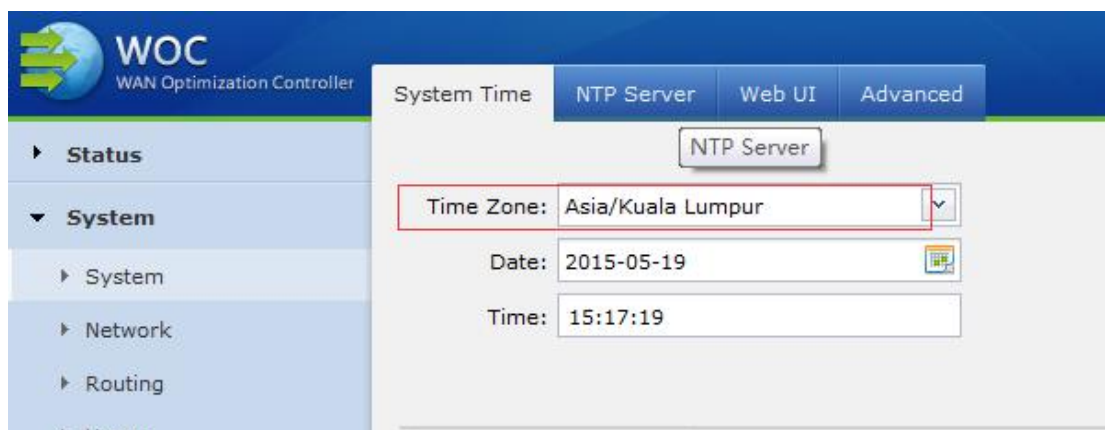 WOC
WAN Optimization Controller
System Time NTP Server Web UI Advanced
NTP Server
Status
System
System
Network
Routing
Time Zone: Asia/Kuala Lumpur
Date: 2015-05-19
Time: 15:17:19